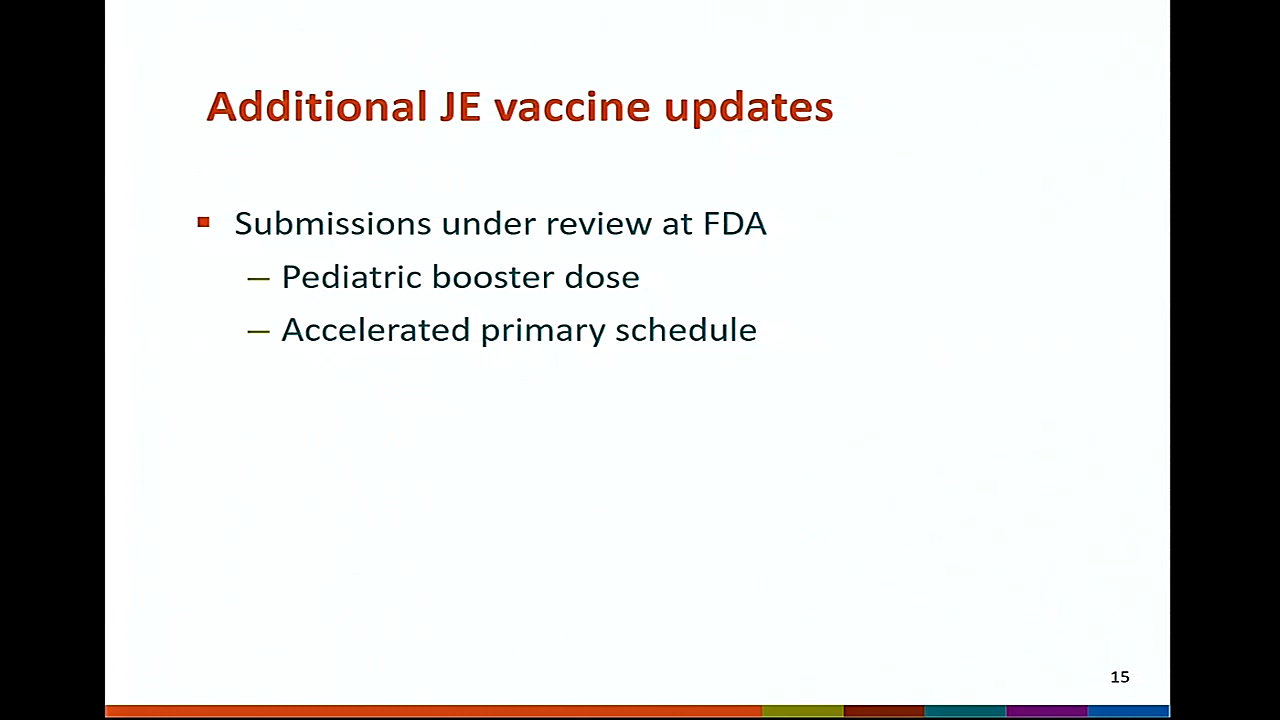 Additional JE vaccine updates
▪ Submissions under review at FDA
– Pediatric booster dose
– Accelerated primary schedule
15